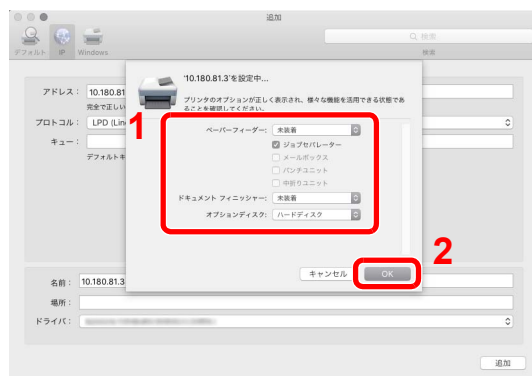 追加
デフォルト IP Windows
検索
検索
アドレス： 10.180.81
完全で正しい
プロトコル： LPD (Lin
キュー：
デフォルトキ
'10.180.81.3'を設定中...
プリンタのオプションが正しく表示され、様々な機能を活用できる状態であることを確認してください。
1
ペーパーフィーダー： 未装着
ジョブセパレーター
メールボックス
パンチユニット
中折りユニット
ドキュメント フィニッシャー： 未装着
オプションディスク： ハードディスク
2
キャンセル OK
名前： 10.180.81.3
場所：
ドライバ：
追加